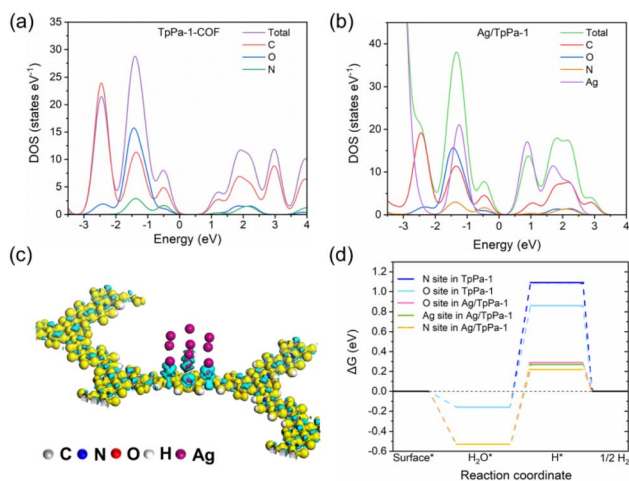 (a)
TpPa-1-COF
Total
C
O
N
DOS (states eV⁻¹)
35
30
25
20
15
10
5
0
-3 -2 -1 0 1 2 3 4
Energy (eV)
(b)
Ag/TpPa-1
Total
C
O
N
Ag
DOS (states eV⁻¹)
40
30
20
10
0
-3 -2 -1 0 1 2 3 4
Energy (eV)
(c)
C N O H Ag
(d)
N site in TpPa-1
O site in TpPa-1
O site in Ag/TpPa-1
Ag site in Ag/TpPa-1
N site in Ag/TpPa-1
ΔG (eV)
1.2
1.0
0.8
0.6
0.4
0.2
0.0
-0.2
-0.4
-0.6
Surface* H₂O* H* 1/2 H₂
Reaction coordinate